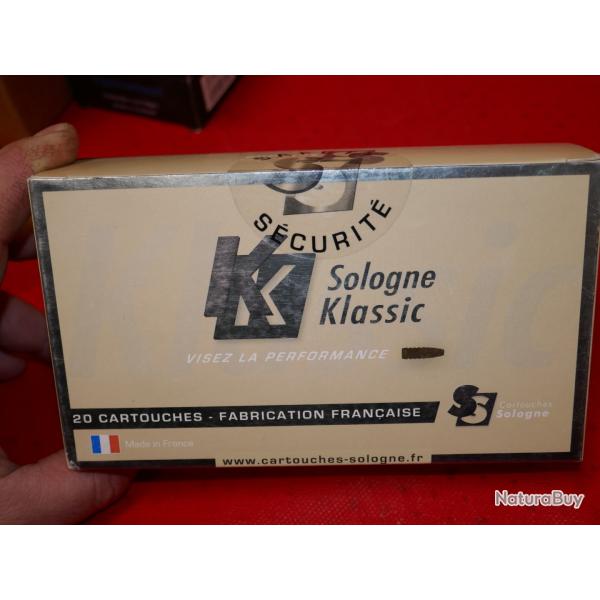 SÉCURITÉ
Sologne
Klassic
VISEZ LA PERFORMANCE
20 CARTOUCHES - FABRICATION FRANÇAISE
Cartouches
Sologne
Made in France
www.cartouches-sologne.fr
NaturaBuy